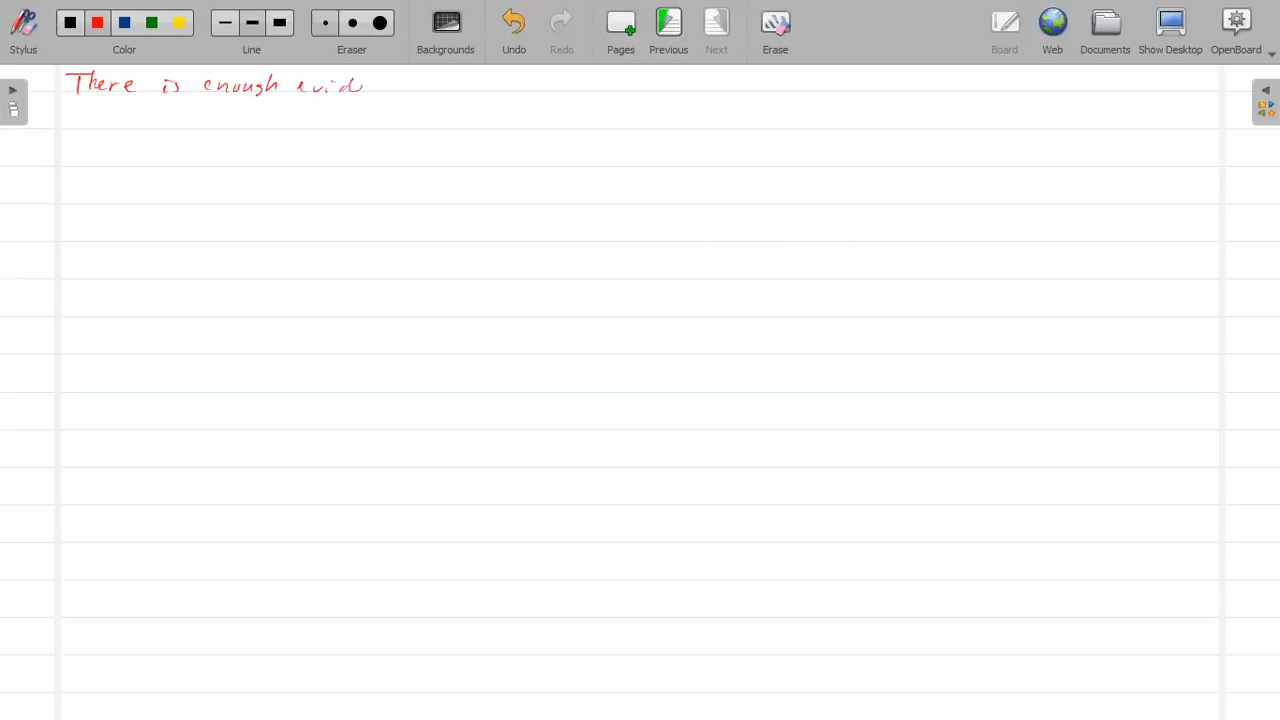 Stylus Color Line Eraser Backgrounds Undo Redo Pages Previous Next Erase Board Web Documents Show Desktop OpenBoard
There is enough evid